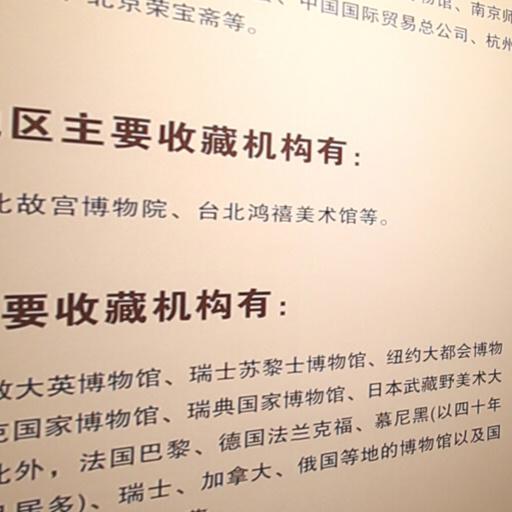 中国国际贸易总公司、杭州
北京荣宝斋等。
区主要收藏机构有:
北故宫博物院、台北鸿禧美术馆等。
要收藏机构有:
大英博物馆、瑞士苏黎士博物馆、纽约大都会博物
克国家博物馆、瑞典国家博物馆、日本武藏野美术大
此外，法国巴黎、德国法兰克福、慕尼黑(以四十年
居多)、瑞士、加拿大、俄国等地的博物馆以及国